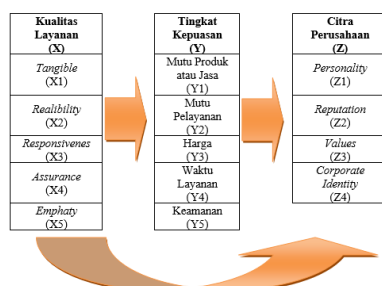 Kualitas
Layanan
(X)
Tangible
(X1)
Realibility
(X2)
Responsivenes
(X3)
Assurance
(X4)
Emphaty
(X5)
Tingkat
Kepuasan
(Y)
Mutu Produk
atau Jasa
(Y1)
Mutu
Pelayanan
(Y2)
Harga
(Y3)
Waktu
Layanan
(Y4)
Keamanan
(Y5)
Citra
Perusahaan
(Z)
Personality
(Z1)
Reputation
(Z2)
Values
(Z3)
Corporate
Identity
(Z4)